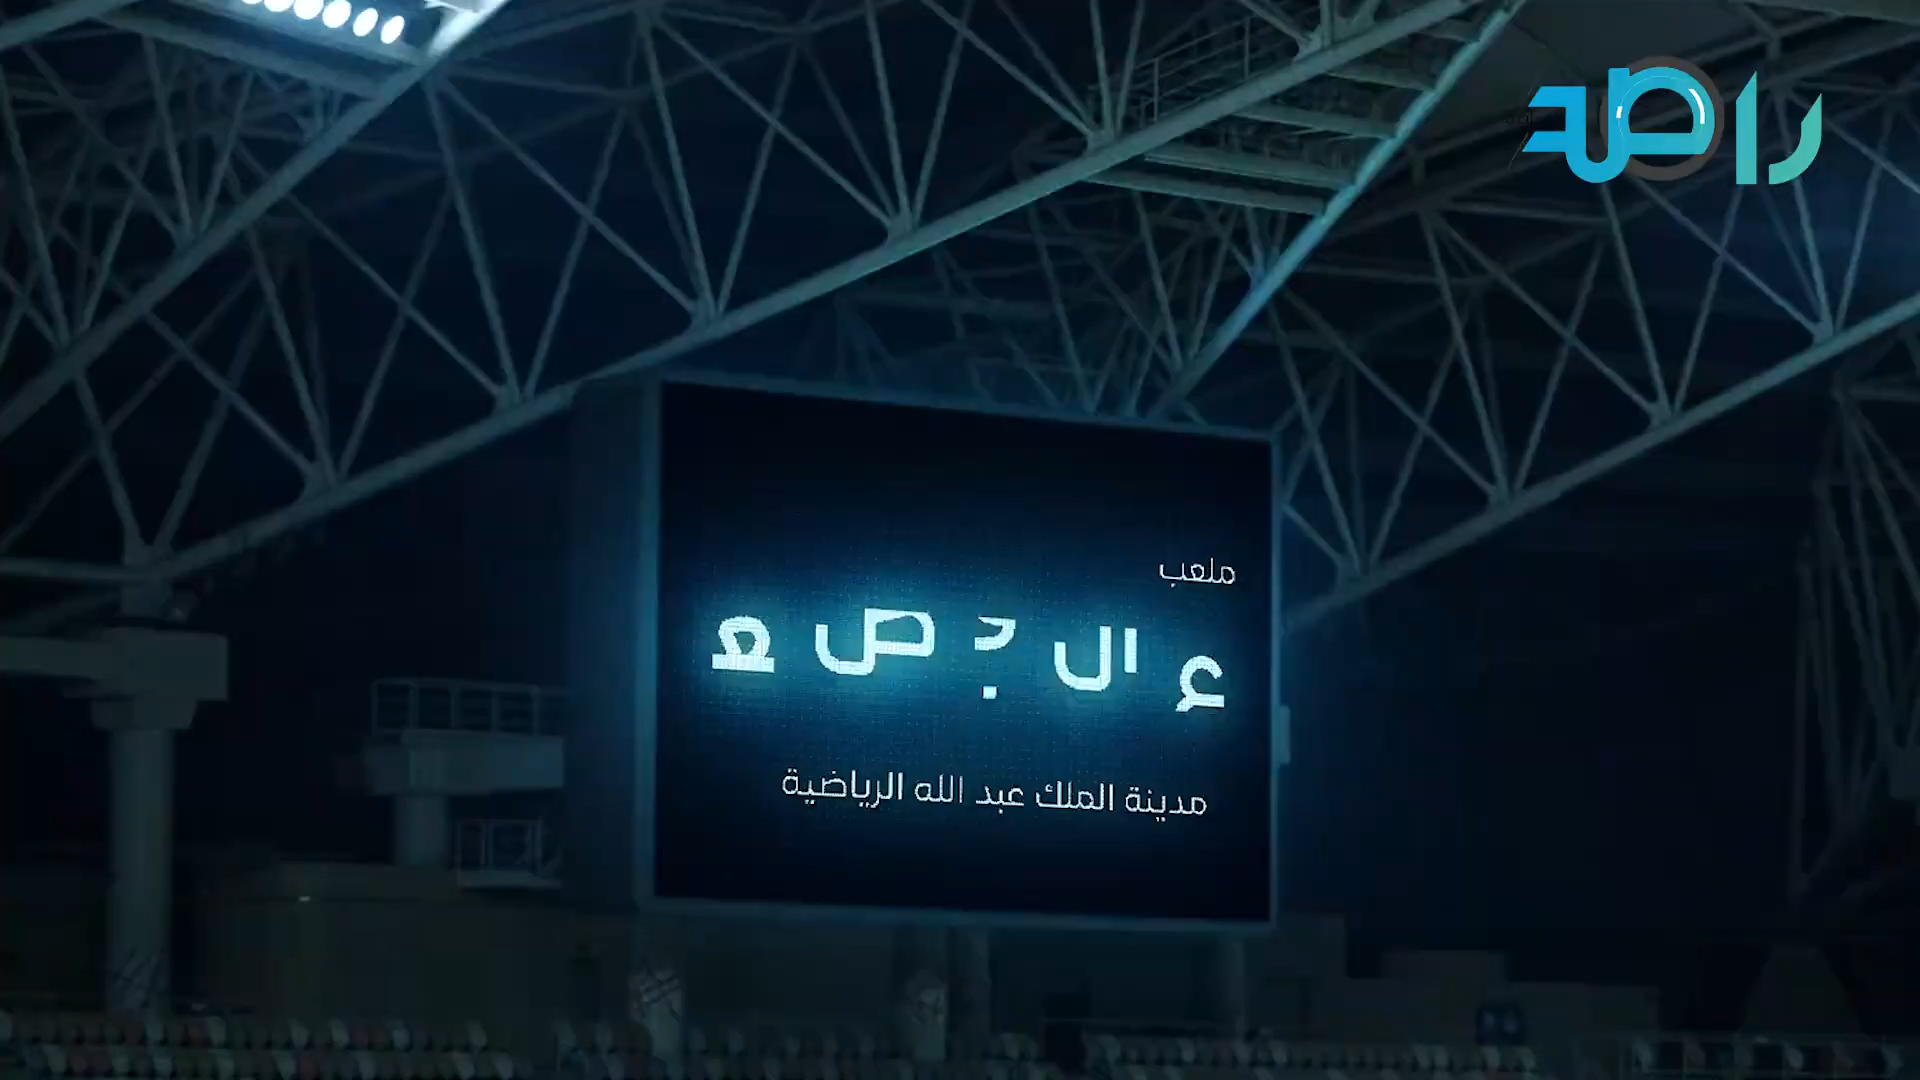 راصد
ملعب
مدينة الملك عبد الله الرياضية